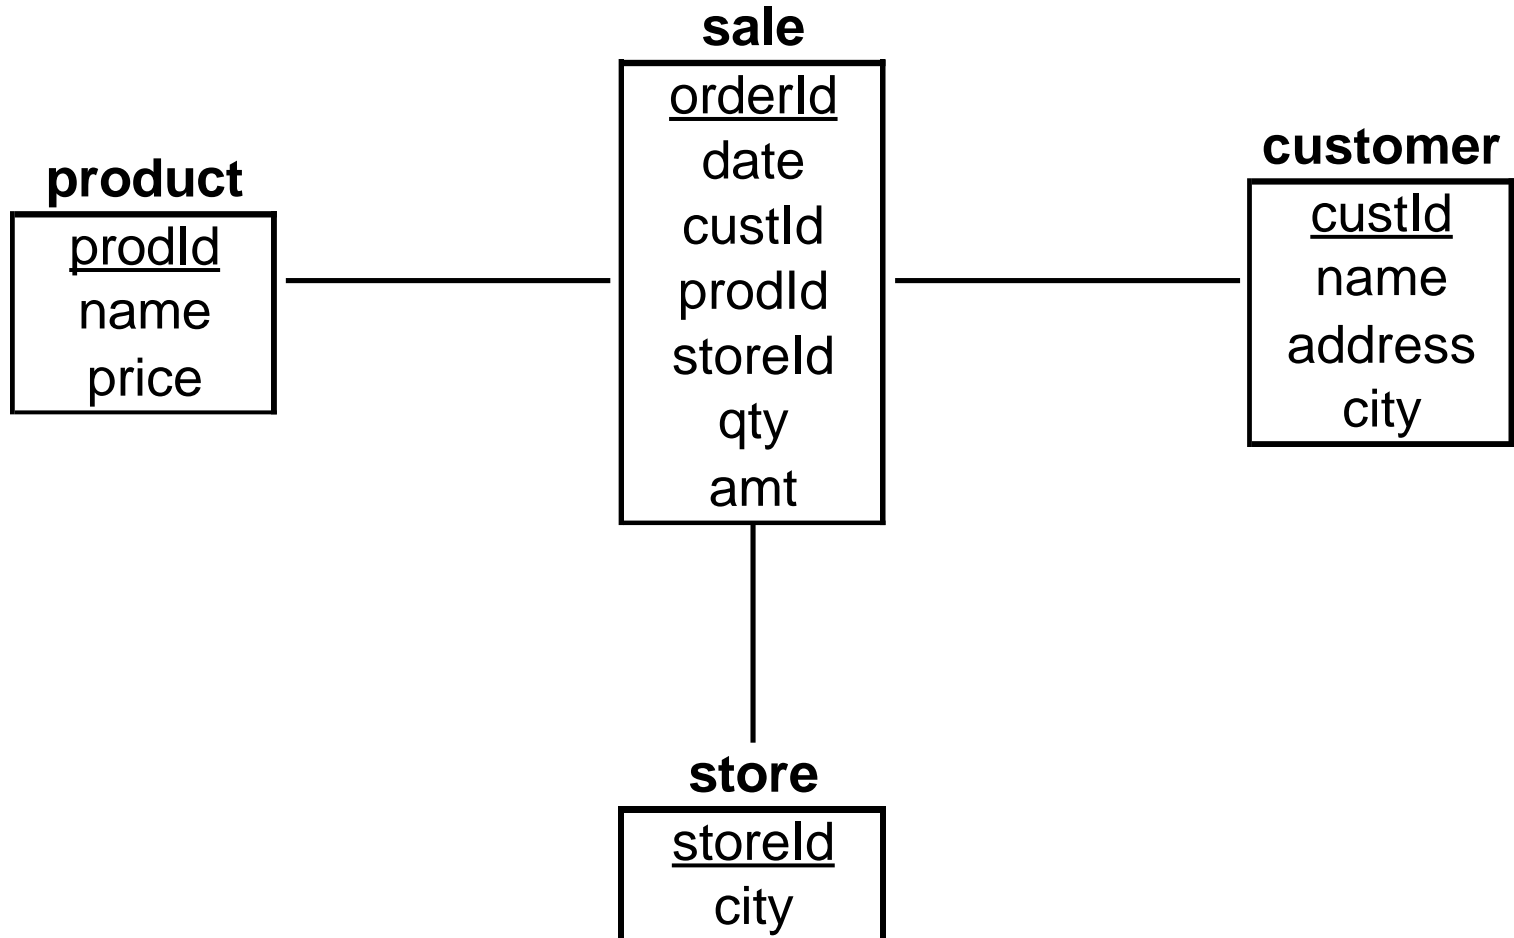 sale
orderId
date
custId
prodId
storeId
qty
amt
product
prodId
name
price
customer
custId
name
address
city
store
storeId
city